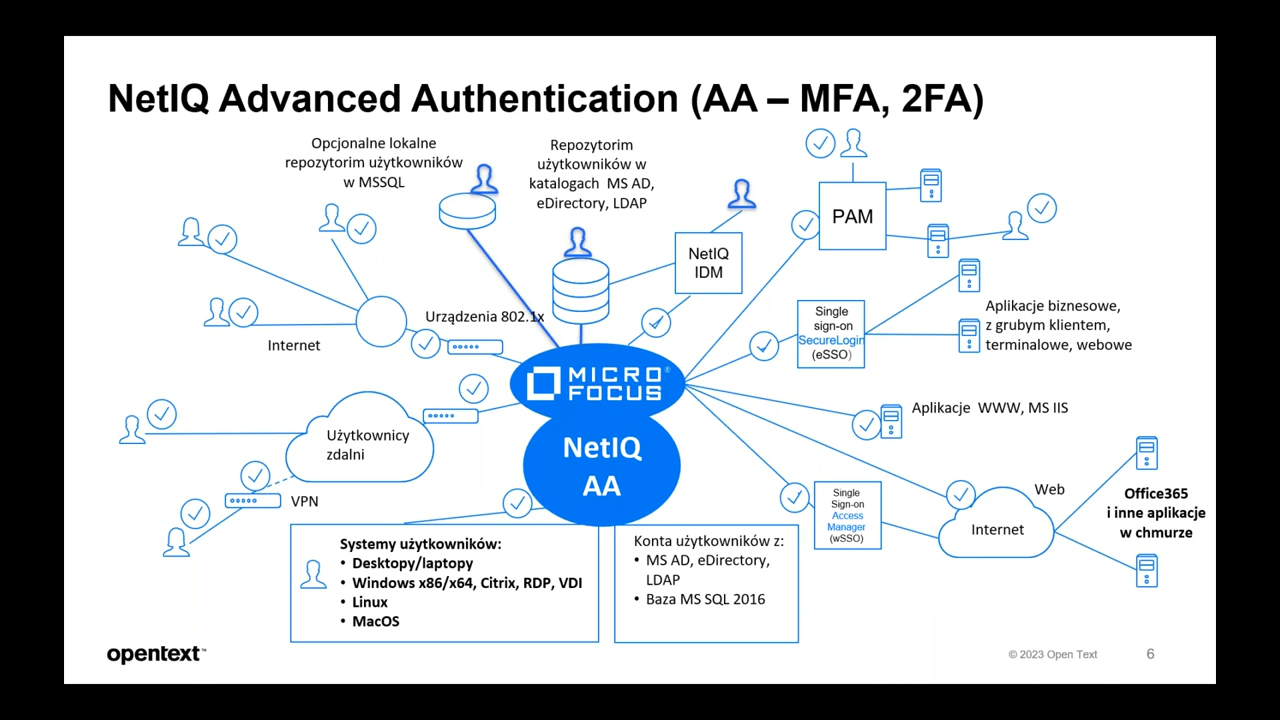 NetIQ Advanced Authentication (AA – MFA, 2FA)
Opcjonalne lokalne
repozytorim użytkowników
w MSSQL
Repozytorim
użytkowników w
katalogach MS AD,
eDirectory, LDAP
PAM
NetIQ
IDM
Urządzenia 802.1x
Internet
Single
sign-on
SecureLogin
(eSSO)
Aplikacje biznesowe,
z grubym klientem,
terminalowe, webowe
MICRO
FOCUS®
NetIQ
AA
Aplikacje WWW, MS IIS
Użytkownicy
zdalni
VPN
Single
Sign-on
Access
Manager
(wSSO)
Web
Internet
Office365
i inne aplikacje
w chmurze
Systemy użytkowników:
• Desktopy/laptopy
• Windows x86/x64, Citrix, RDP, VDI
• Linux
• MacOS
Konta użytkowników z:
• MS AD, eDirectory,
LDAP
• Baza MS SQL 2016
opentext™
© 2023 Open Text
6